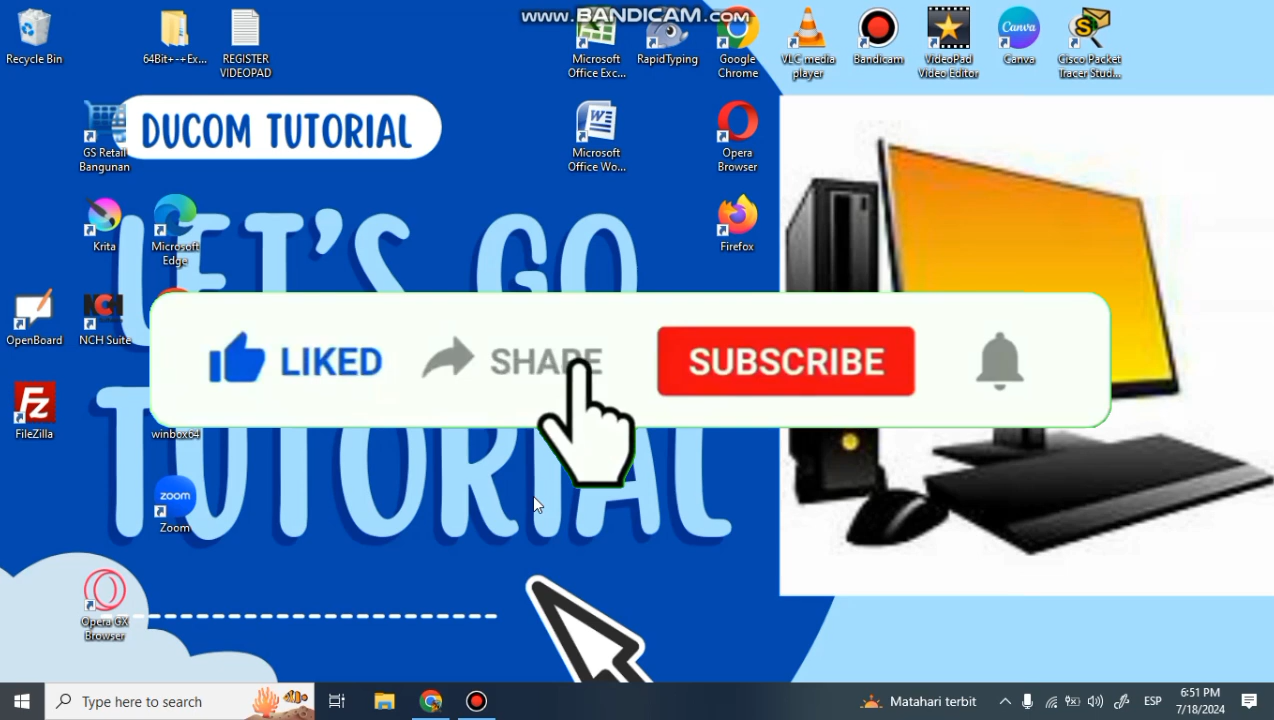 www.BANDICAM.com
Recycle Bin
64Bit+-+Ex...
REGISTER
VIDEOPAD
Microsoft
Office Exc...
RapidTyping
Google
Chrome
VLC media
player
Bandicam
VideoPad
Video Editor
Canva
Canva
Cisco Packet
Tracer Stud...
DUCOM TUTORIAL
GS Retail
Bangunan
Microsoft
Office Wo...
Opera
Browser
LET'S GO
TUTORIAL
Krita
Microsoft
Edge
Firefox
OpenBoard
NCH
NCH Suite
LIKED
SHARE
SUBSCRIBE
Fz
FileZilla
winbox64
zoom
Zoom
Opera GX
Browser
Type here to search
Matahari terbit
ESP
6:51 PM
7/18/2024